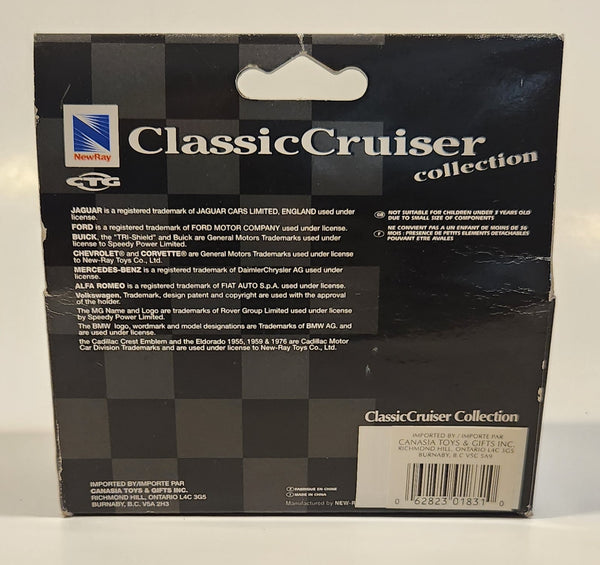 NewRay
CTG
ClassicCruiser
collection
JAGUAR is a registered trademark of JAGUAR CARS LIMITED, ENGLAND used under
license.
FORD is a registered trademark of FORD MOTOR COMPANY used under license.
BUICK, the "TRI-Shield" and Buick are General Motors Trademarks used under
license to Speedy Power Limited.
CHEVROLET® and CORVETTE® are General Motors Trademarks used under license
to New-Ray Toys Co., Ltd.
MERCEDES-BENZ is a registered trademark of DaimlerChrysler AG used under
license.
ALFA ROMEO is a registered trademark of FIAT AUTO S.p.A. used under license.
Volkswagen, Trademark, design patent and copyright are used with the approval
of the holder.
The MG Name and Logo are trademarks of Rover Group Limited used under license
by Speedy Power Limited.
The BMW logo, wordmark and model designations are Trademarks of BMW AG. and
are used under license.
the Cadillac Crest Emblem and the Eldorado 1955, 1959 & 1976 are Cadillac Motor
Car Division Trademarks and are used under license to New-Ray Toys Co., Ltd.
GB NOT SUITABLE FOR CHILDREN UNDER 3 YEARS OLD
DUE TO SMALL SIZE OF COMPONENTS
F NE CONVIENT PAS A UN ENFANT DE MOINS DE 36
MOIS : PRESENCE DE PETITS ELEMENTS DETACHABLES
POUVANT ETRE AVALES
ClassicCruiser Collection
IMPORTED BY / IMPORTE PAR
CANASIA TOYS & GIFTS INC.
RICHMOND HILL, ONTARIO L4C 3G5
BURNABY, B.C V5C 5A9
0 62823 01831 0
IMPORTED BY/IMPORTE PAR
CANASIA TOYS & GIFTS INC.
RICHMOND HILL, ONTARIO L4C 3G5
BURNABY, B.C. V5A 2H3
FABRIQUE EN CHINE
MADE IN CHINA
Manufactured by NEW-R